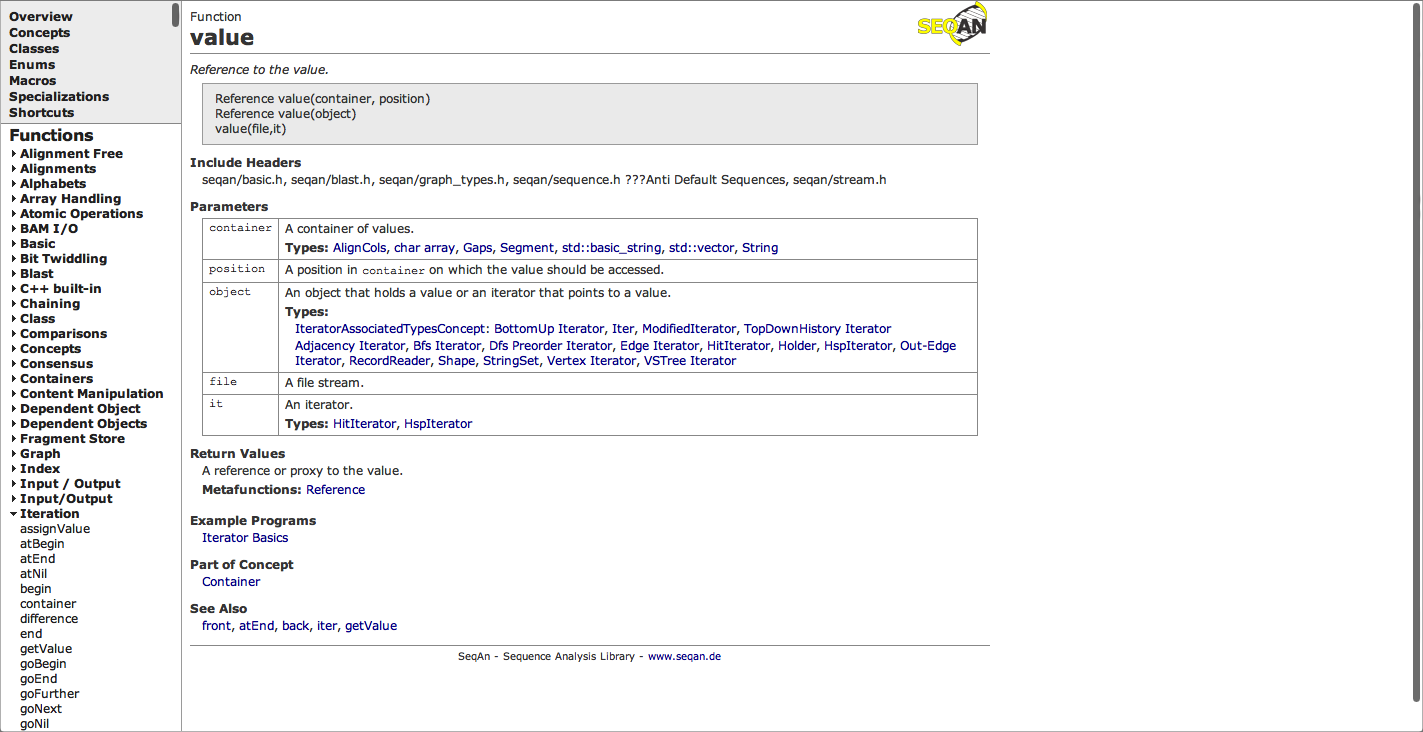 Overview
Concepts
Classes
Enums
Macros
Specializations
Shortcuts
Functions
Alignment Free
Alignments
Alphabets
Array Handling
Atomic Operations
BAM I/O
Basic
Bit Twiddling
Blast
C++ built-in
Chaining
Class
Comparisons
Concepts
Consensus
Containers
Content Manipulation
Dependent Object
Dependent Objects
Fragment Store
Graph
Index
Input / Output
Input/Output
Iteration
assignValue
atBegin
atEnd
atNil
begin
container
difference
end
getValue
goBegin
goEnd
goFurther
goNext
goNil
Function
value
SEQAN
Reference to the value.
Reference value(container, position)
Reference value(object)
value(file,it)
Include Headers
seqan/basic.h, seqan/blast.h, seqan/graph_types.h, seqan/sequence.h ???Anti Default Sequences, seqan/stream.h
Parameters
container A container of values.
Types: AlignCols, char array, Gaps, Segment, std::basic_string, std::vector, String
position A position in container on which the value should be accessed.
object An object that holds a value or an iterator that points to a value.
Types:
IteratorAssociatedTypesConcept: BottomUp Iterator, Iter, ModifiedIterator, TopDownHistory Iterator
Adjacency Iterator, Bfs Iterator, Dfs Preorder Iterator, Edge Iterator, HitIterator, Holder, HspIterator, Out-Edge
Iterator, RecordReader, Shape, StringSet, Vertex Iterator, VSTree Iterator
file A file stream.
it An iterator.
Types: HitIterator, HspIterator
Return Values
A reference or proxy to the value.
Metafunctions: Reference
Example Programs
Iterator Basics
Part of Concept
Container
See Also
front, atEnd, back, iter, getValue
SeqAn - Sequence Analysis Library - www.seqan.de